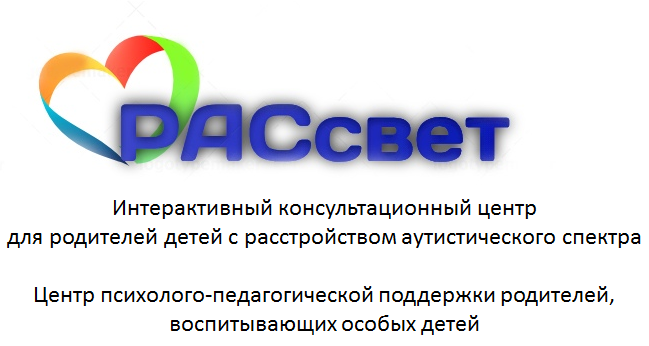 РАСсвет
Интерактивный консультационный центр
для родителей детей с расстройством аутистического спектра
Центр психолого-педагогической поддержки родителей,
воспитывающих особых детей